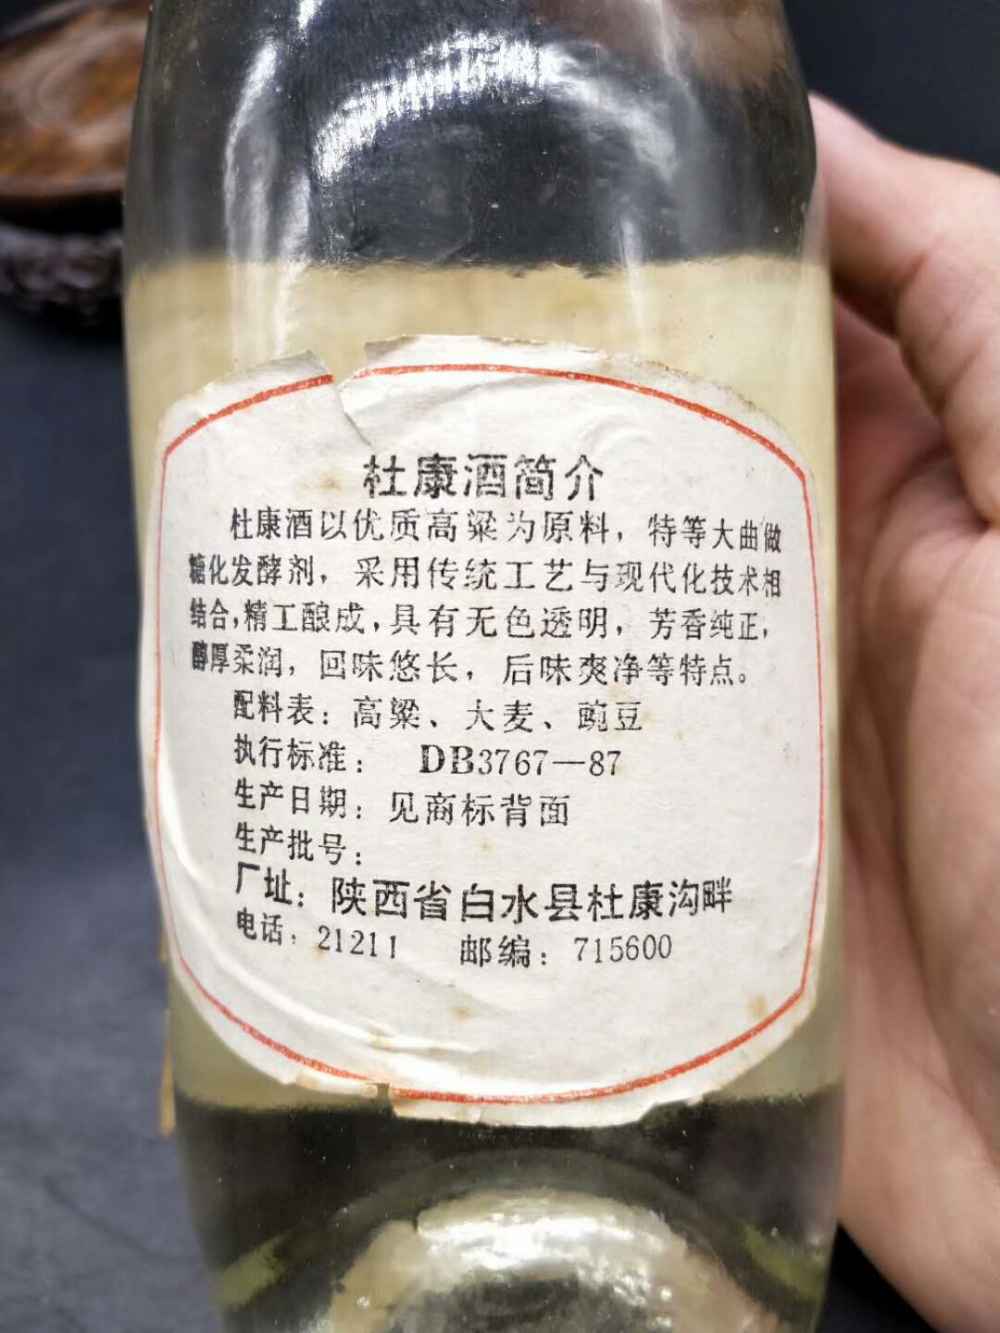 杜康酒简介
杜康酒以优质高粱为原料，特等大曲做
糖化发酵剂，采用传统工艺与现代化技术相
结合，精工酿成，具有无色透明，芳香纯正，
醇厚柔润，回味悠长，后味爽净等特点。
配料表：高粱、大麦、豌豆
执行标准： DB3767—87
生产日期：见商标背面
生产批号：
厂址：陕西省白水县杜康沟畔
电话：21211 邮编：715600